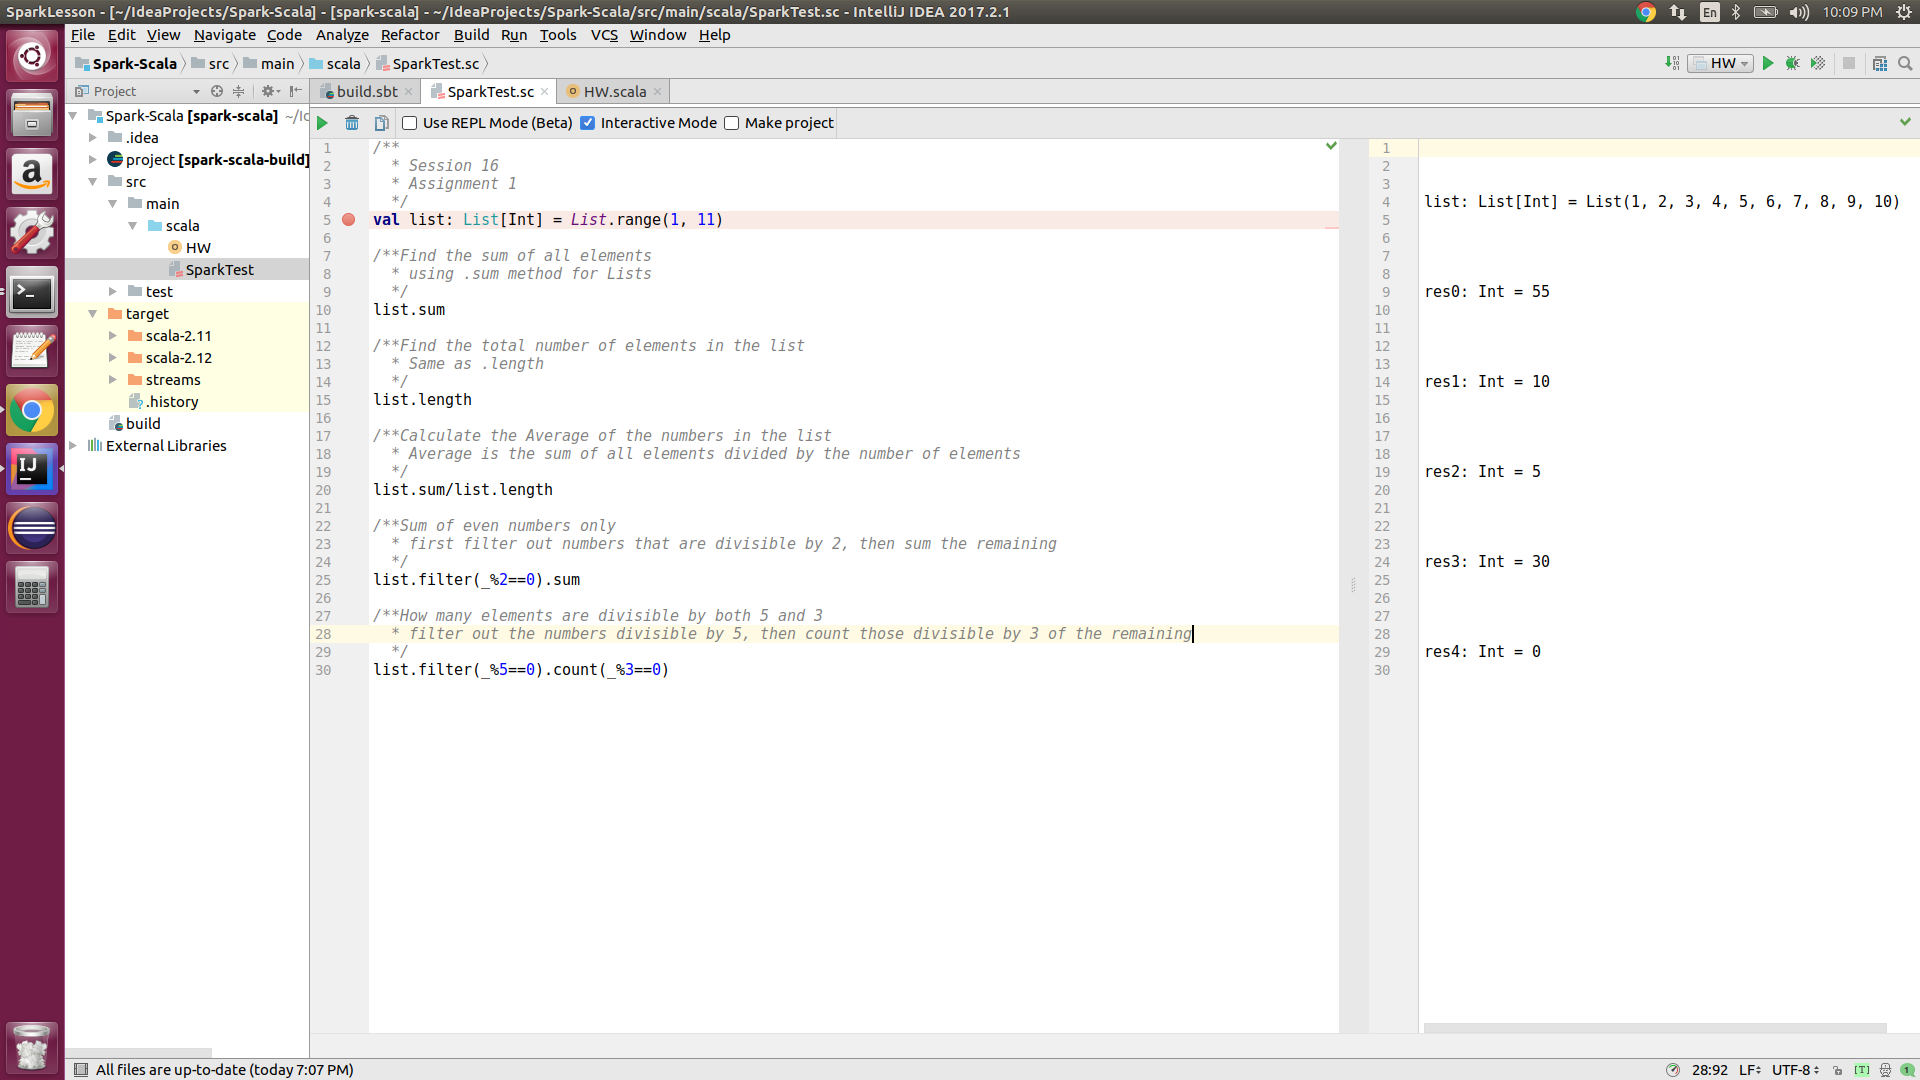 SparkLesson - [~/IdeaProjects/Spark-Scala] - [spark-scala] - ~/IdeaProjects/Spark-Scala/src/main/scala/SparkTest.sc - IntelliJ IDEA 2017.2.1 En 10:09 PM
File Edit View Navigate Code Analyze Refactor Build Run Tools VCS Window Help
Spark-Scala src main scala SparkTest.sc HW
Project build.sbt SparkTest.sc HW.scala
Use REPL Mode (Beta) Interactive Mode Make project
Spark-Scala [spark-scala] ~/Id
.idea
project [spark-scala-build]
src
main
scala
HW
SparkTest
test
target
scala-2.11
scala-2.12
streams
.history
build
External Libraries
1 /**
2 * Session 16
3 * Assignment 1
4 */
5 val list: List[Int] = List.range(1, 11)
6
7 /**Find the sum of all elements
8 * using .sum method for Lists
9 */
10 list.sum
11
12 /**Find the total number of elements in the list
13 * Same as .length
14 */
15 list.length
16
17 /**Calculate the Average of the numbers in the list
18 * Average is the sum of all elements divided by the number of elements
19 */
20 list.sum/list.length
21
22 /**Sum of even numbers only
23 * first filter out numbers that are divisible by 2, then sum the remaining
24 */
25 list.filter(_%2==0).sum
26
27 /**How many elements are divisible by both 5 and 3
28 * filter out the numbers divisible by 5, then count those divisible by 3 of the remaining
29 */
30 list.filter(_%5==0).count(_%3==0)
1
2
3
4 list: List[Int] = List(1, 2, 3, 4, 5, 6, 7, 8, 9, 10)
5
6
7
8
9 res0: Int = 55
10
11
12
13
14 res1: Int = 10
15
16
17
18
19 res2: Int = 5
20
21
22
23
24 res3: Int = 30
25
26
27
28
29 res4: Int = 0
30
All files are up-to-date (today 7:07 PM) 28:92 LF UTF-8 [T] 1